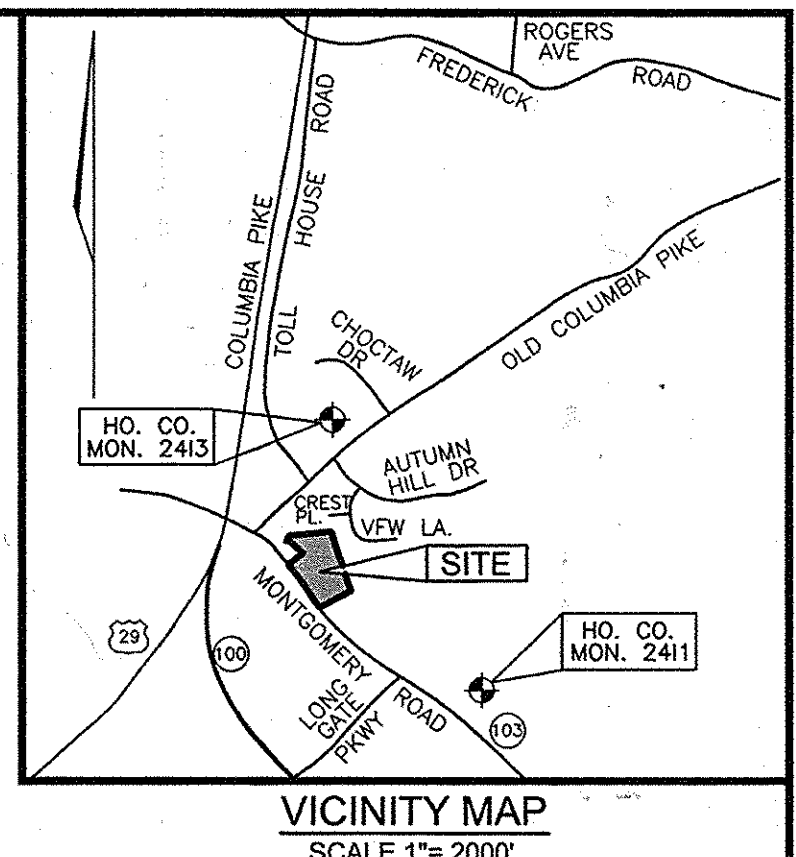 ROGERS
AVE
FREDERICK
ROAD
COLUMBIA PIKE
TOLL HOUSE ROAD
OLD COLUMBIA PIKE
CHOCTAW
DR
HO. CO.
MON. 2413
AUTUMN
HILL DR
CREST
PL.
VFW LA.
SITE
MONTGOMERY
ROAD
HO. CO.
MON. 2411
29
100
LONG
GATE
PKWY
103
VICINITY MAP
SCALE 1"= 2000'